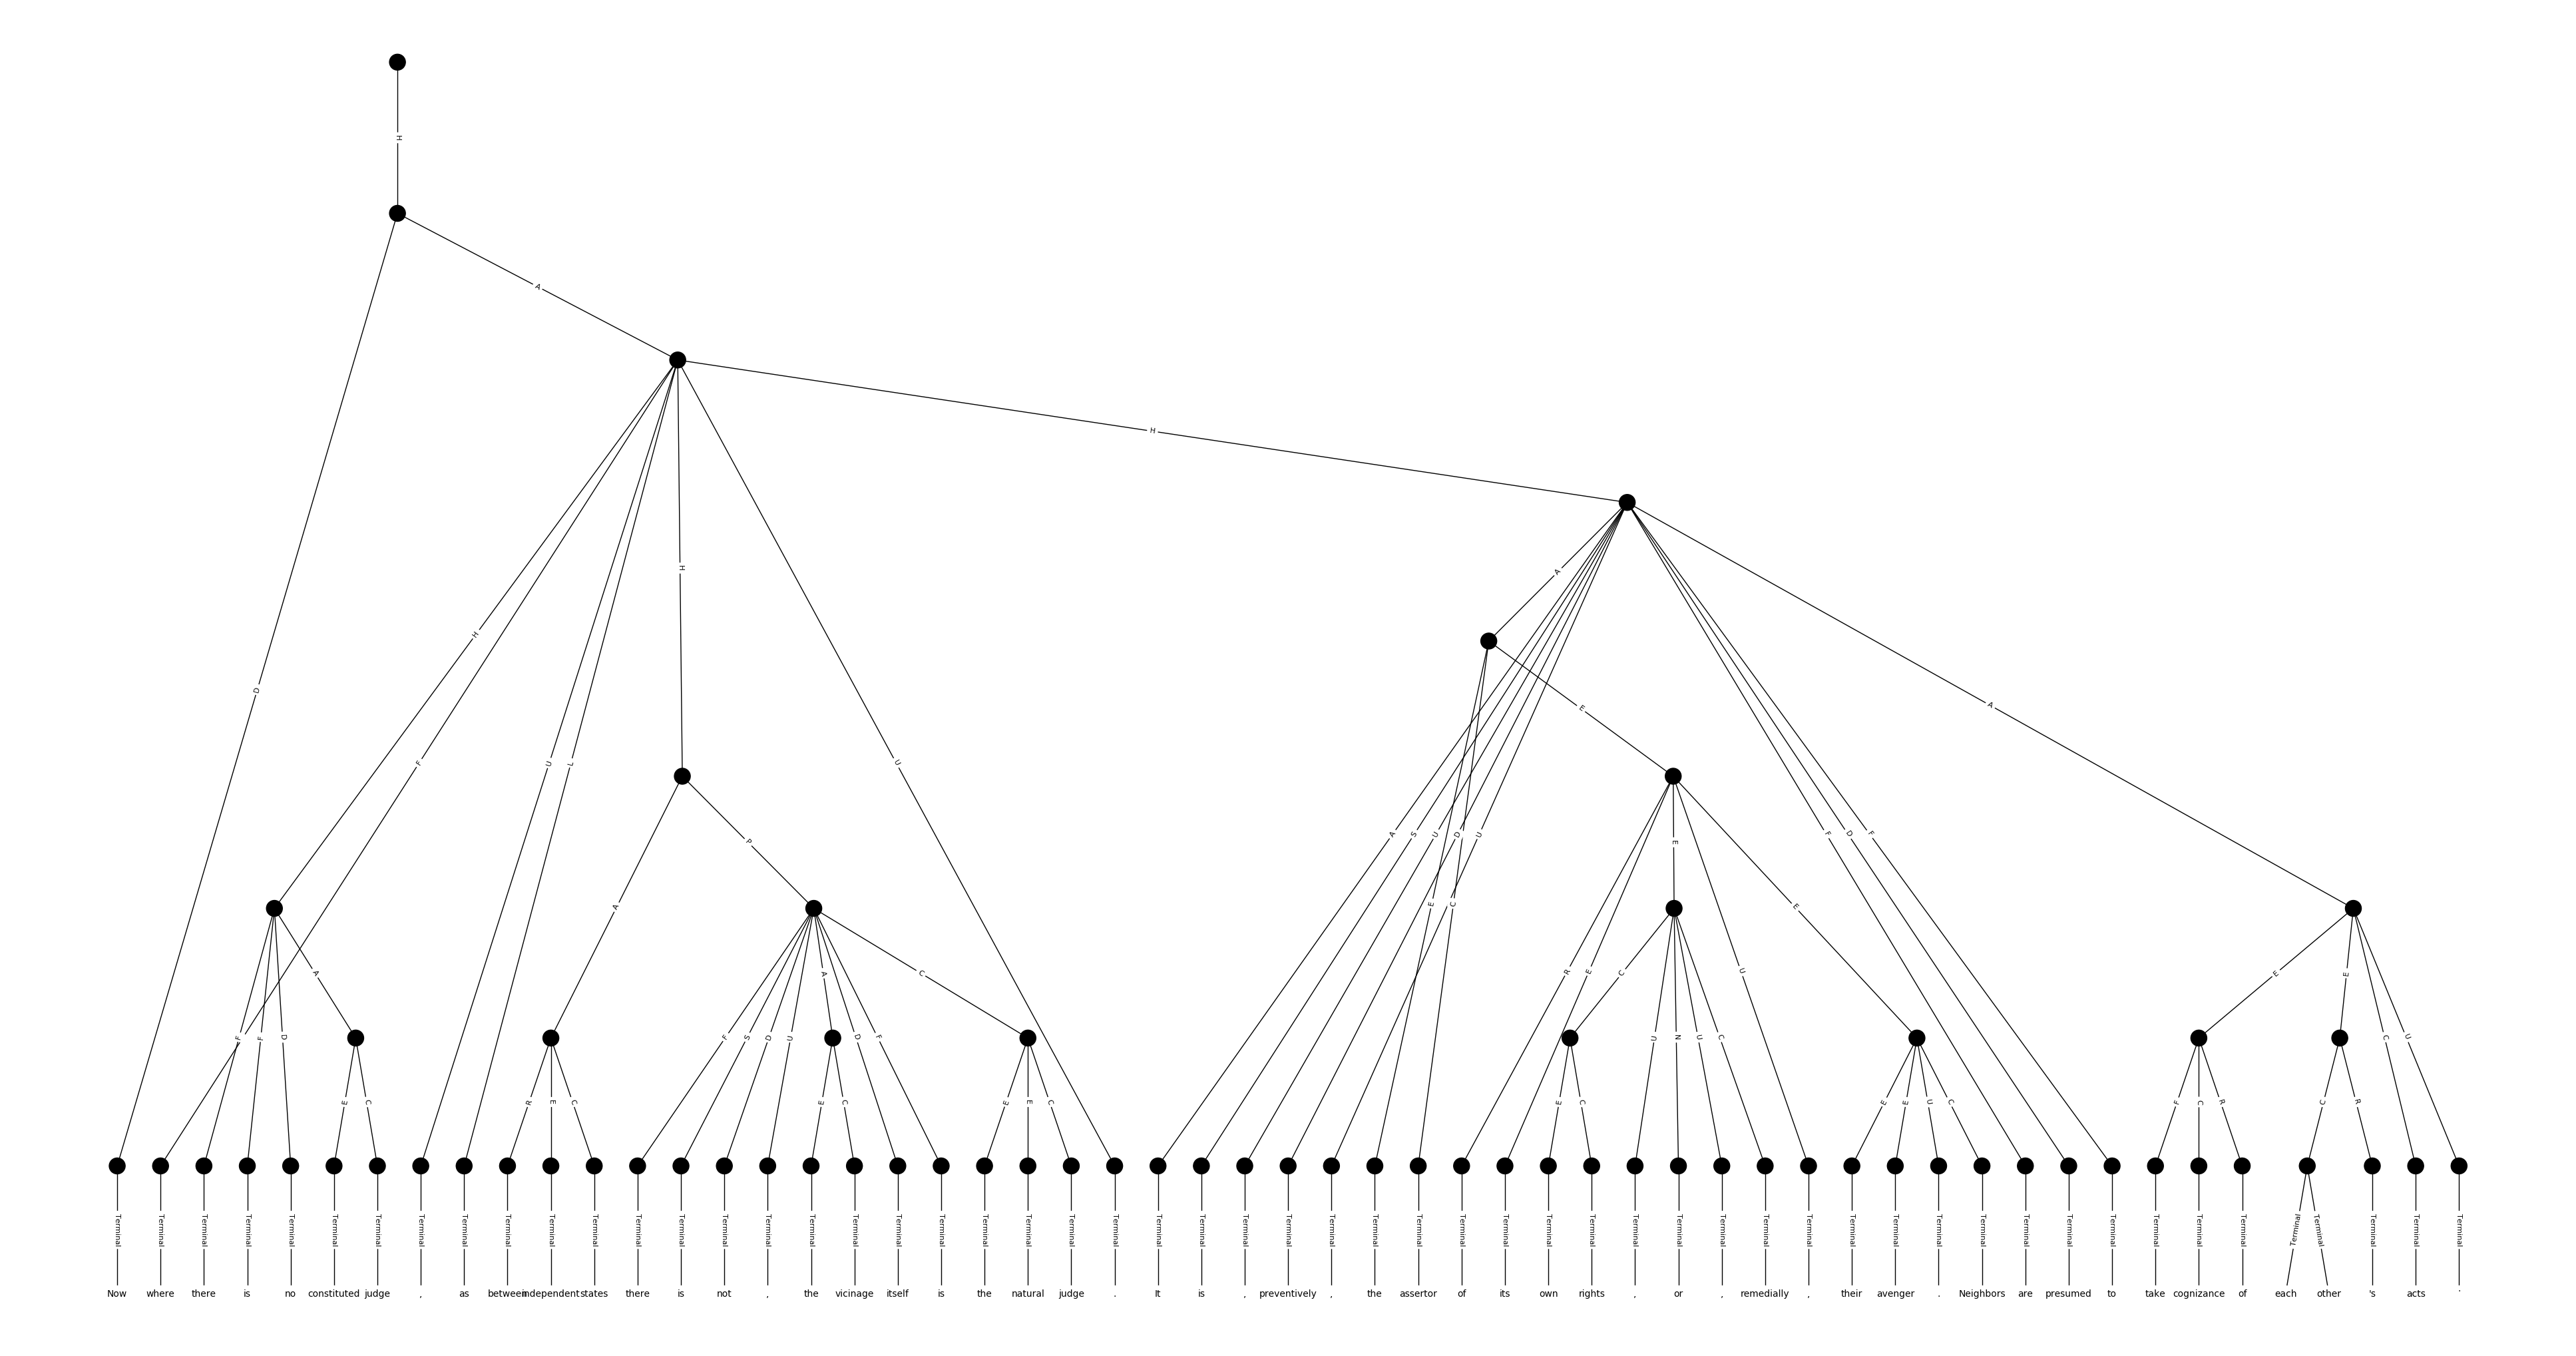 H
A
H
H
A
H
F
U
L
U
E
A
D
P
A
S
U
D
U
F
D
F
E
E
A
E
C
R
E
C
U
E
A
C
E
E
F
F
D
F
S
D
U
D
F
U
N
U
C
C
U
E C R E C E C E E C E C E E U C F C R C R
Terminal Terminal Terminal Terminal Terminal Terminal Terminal Terminal Terminal Terminal Terminal Terminal Terminal Terminal Terminal Terminal Terminal Terminal Terminal Terminal Terminal Terminal Terminal Terminal Terminal Terminal Terminal Terminal Terminal Terminal Terminal Terminal Terminal Terminal Terminal Terminal Terminal Terminal Terminal Terminal Terminal Terminal Terminal Terminal Terminal Terminal Terminal Terminal Terminal Terminal Terminal Terminal Terminal Terminal Terminal Terminal
Now where there is no constituted judge , as between independent states there is not , the vicinage itself is the natural judge . It is , preventively , the assertor of its own rights , or , remedially , their avenger . Neighbors are presumed to take cognizance of each other 's acts .